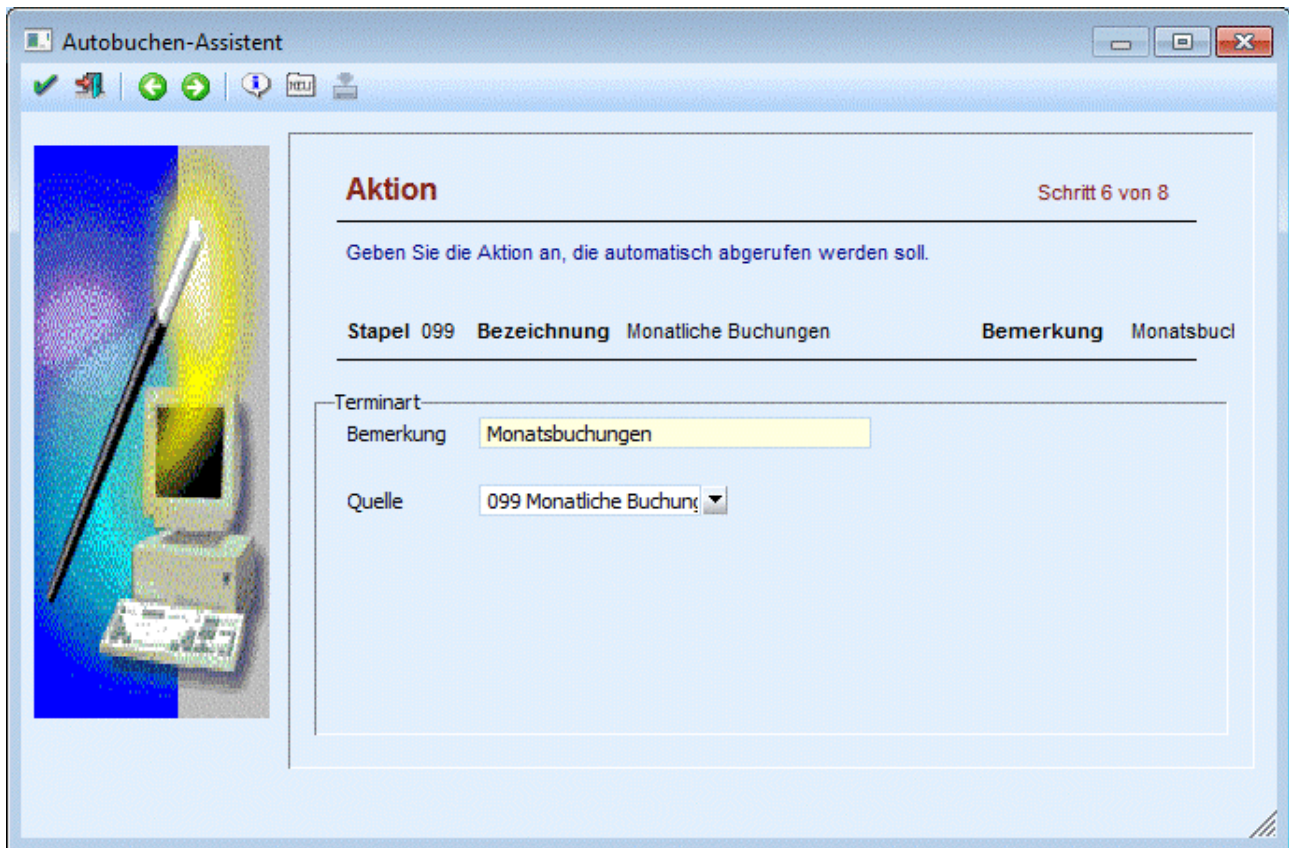 Autobuchen-Assistent
NEU
Aktion
Schritt 6 von 8
Geben Sie die Aktion an, die automatisch abgerufen werden soll.
Stapel 099 Bezeichnung Monatliche Buchungen Bemerkung Monatsbucl
Terminart
Bemerkung Monatsbuchungen
Quelle 099 Monatliche Buchung